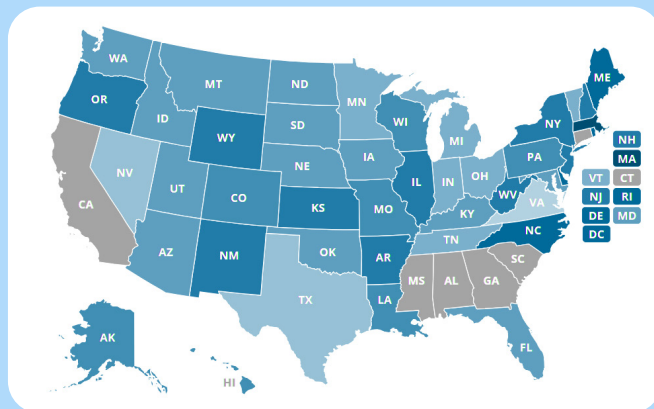 ME
WA
MT
ND
MN
OR
ID
WY
SD
WI
MI
NY
NH
MA
NE
IA
PA
VT
CT
NV
UT
CO
IL
IN
OH
NJ
RI
CA
KS
MO
KY
WV
VA
DE
MD
DC
AZ
NM
OK
AR
TN
NC
TX
LA
MS
AL
GA
SC
AK
FL
HI